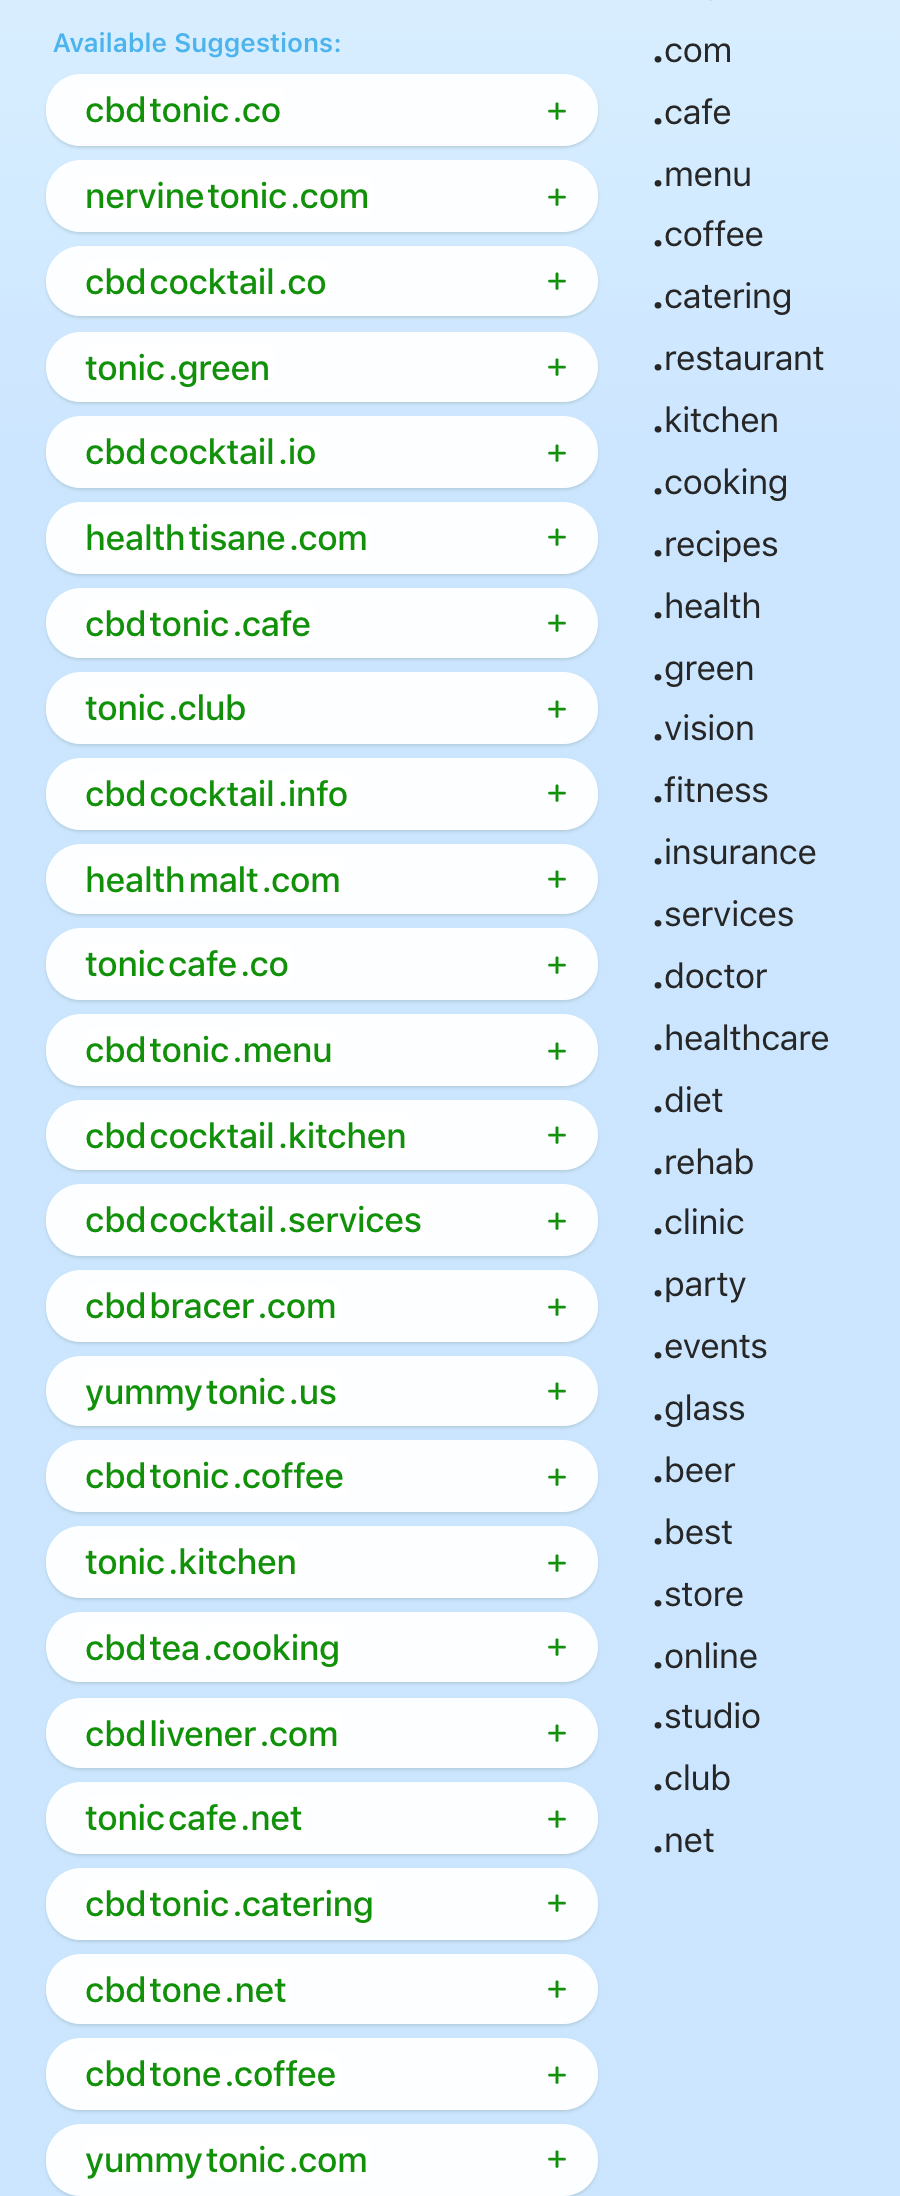 Available Suggestions:
cbdtonic.co +
nervinetonic.com +
cbdcocktail.co +
tonic.green +
cbdcocktail.io +
healthtisane.com +
cbdtonic.cafe +
tonic.club +
cbdcocktail.info +
healthmalt.com +
toniccafe.co +
cbdtonic.menu +
cbdcocktail.kitchen +
cbdcocktail.services +
cbdbracer.com +
yummytonic.us +
cbdtonic.coffee +
tonic.kitchen +
cbdtea.cooking +
cbdlivener.com +
toniccafe.net +
cbdtonic.catering +
cbdtone.net +
cbdtone.coffee +
yummytonic.com +
.com
.cafe
.menu
.coffee
.catering
.restaurant
.kitchen
.cooking
.recipes
.health
.green
.vision
.fitness
.insurance
.services
.doctor
.healthcare
.diet
.rehab
.clinic
.party
.events
.glass
.beer
.best
.store
.online
.studio
.club
.net